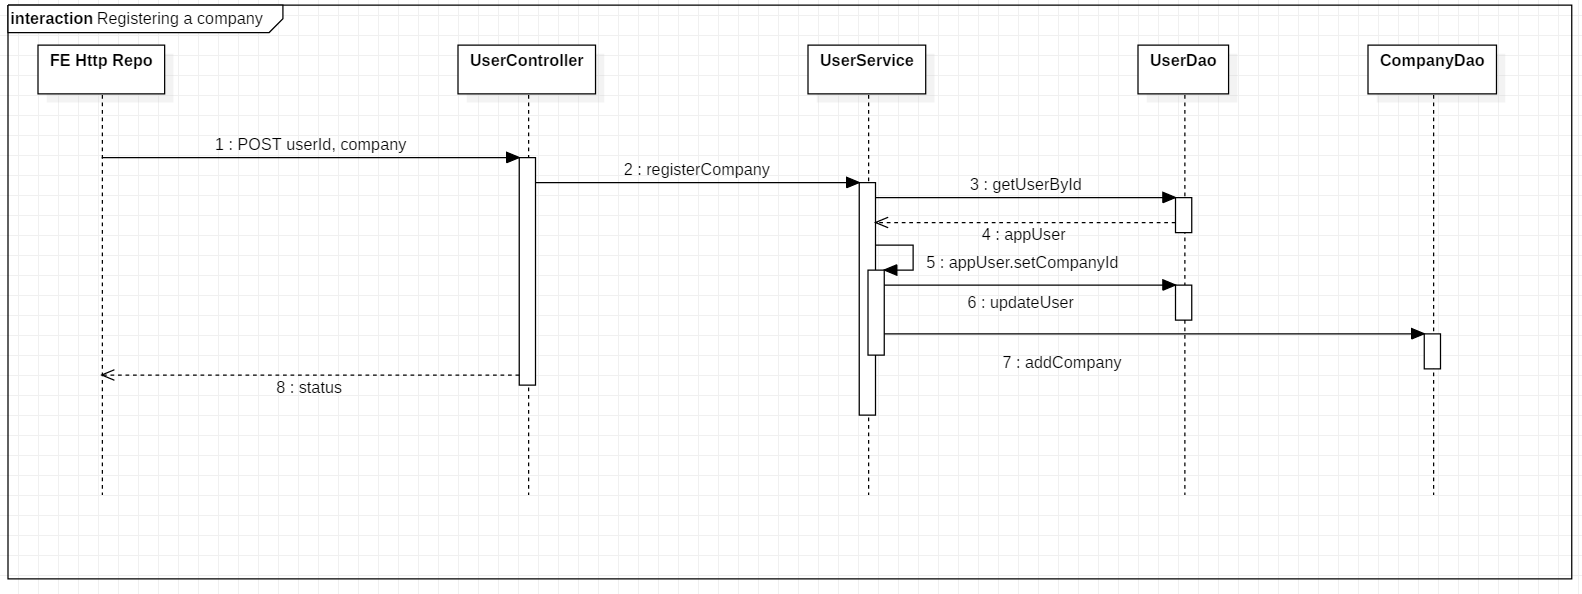 interaction Registering a company
FE Http Repo
UserController
UserService
UserDao
CompanyDao
1 : POST userId, company
2 : registerCompany
3 : getUserById
4 : appUser
5 : appUser.setCompanyId
6 : updateUser
7 : addCompany
8 : status